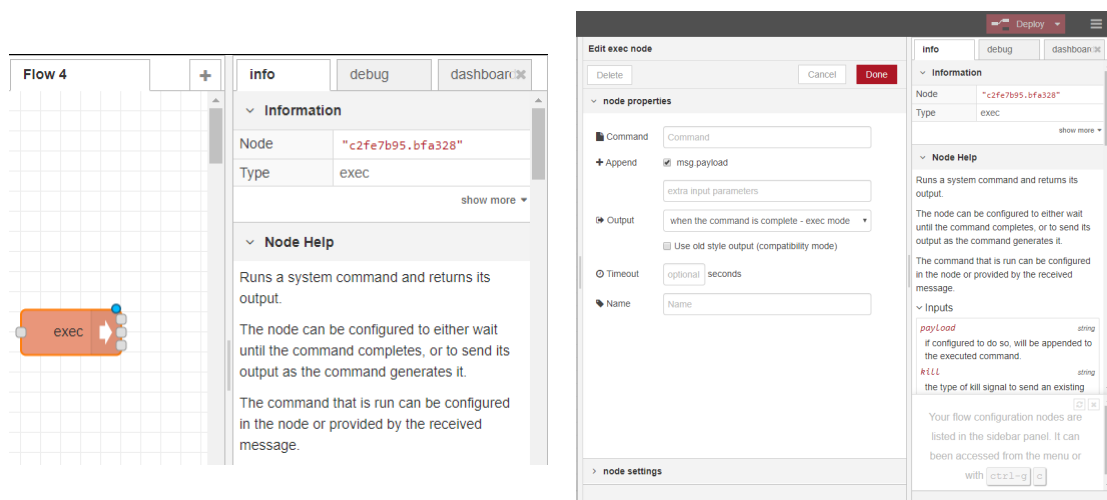 Flow 4
+
info
debug
dashboar
Information
Node
"c2fe7b95.bfa328"
Type
exec
show more
Node Help
Runs a system command and returns its
output.
The node can be configured to either wait
until the command completes, or to send its
output as the command generates it.
The command that is run can be configured
in the node or provided by the received
message.
exec
Deploy
Edit exec node
Delete
Cancel
Done
node properties
Command
Command
Append
msg.payload
extra input parameters
Output
when the command is complete - exec mode
Use old style output (compatibility mode)
Timeout
optional
seconds
Name
Name
node settings
info
debug
dashboar
Information
Node
"c2fe7b95.bfa328"
Type
exec
show more
Node Help
Runs a system command and returns its
output.
The node can be configured to either wait
until the command completes, or to send its
output as the command generates it.
The command that is run can be configured
in the node or provided by the received
message.
Inputs
payload
string
if configured to do so, will be appended to
the executed command.
kill
string
the type of kill signal to send an existing
Your flow configuration nodes are
listed in the sidebar panel. It can
been accessed from the menu or
with ctrl-g c